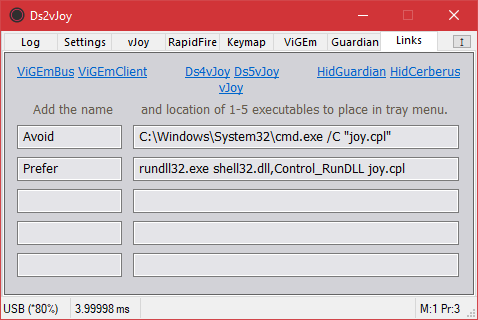 Ds2vJoy
Log Settings vJoy RapidFire Keymap ViGEm Guardian Links
ViGEmBus ViGEmClient Ds4vJoy Ds5vJoy HidGuardian HidCerberus
vJoy
Add the name and location of 1-5 executables to place in tray menu.
Avoid C:\Windows\System32\cmd.exe /C "joy.cpl"
Prefer rundll32.exe shell32.dll,Control_RunDLL joy.cpl
USB (*80%) 3.99998 ms M:1 Pr:3